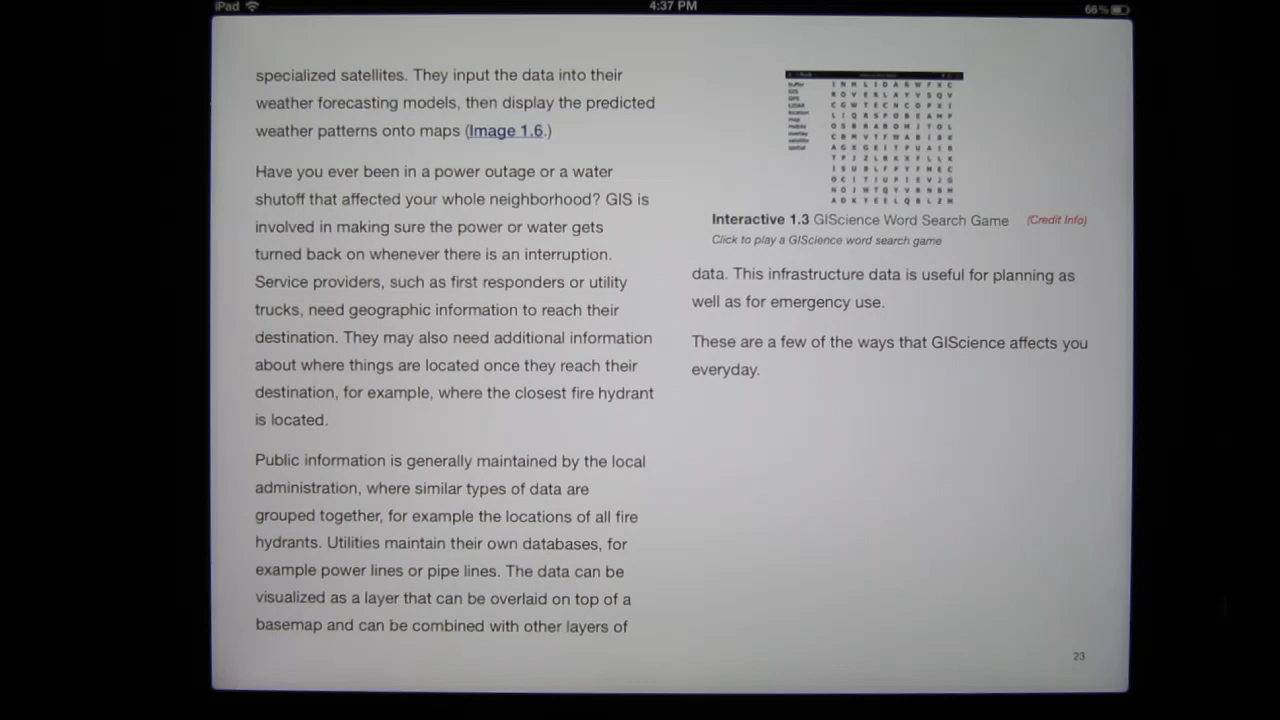 iPad
4:37 PM
66%
specialized satellites. They input the data into their
weather forecasting models, then display the predicted
weather patterns onto maps (Image 1.6.)
Have you ever been in a power outage or a water
shutoff that affected your whole neighborhood? GIS is
involved in making sure the power or water gets
turned back on whenever there is an interruption.
Service providers, such as first responders or utility
trucks, need geographic information to reach their
destination. They may also need additional information
about where things are located once they reach their
destination, for example, where the closest fire hydrant
is located.
Public information is generally maintained by the local
administration, where similar types of data are
grouped together, for example the locations of all fire
hydrants. Utilities maintain their own databases, for
example power lines or pipe lines. The data can be
visualized as a layer that can be overlaid on top of a
basemap and can be combined with other layers of
Interactive 1.3 GIScience Word Search Game (Credit Info)
Click to play a GIScience word search game
data. This infrastructure data is useful for planning as
well as for emergency use.
These are a few of the ways that GIScience affects you
everyday.
23